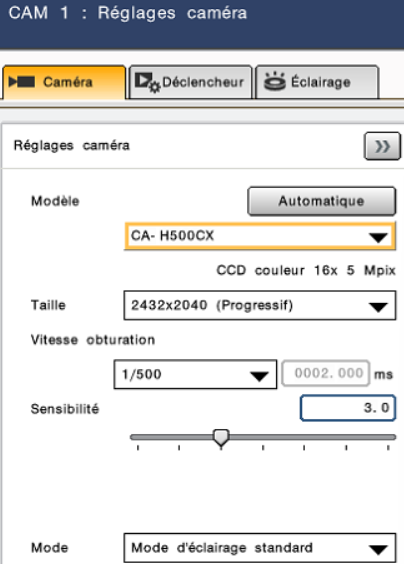 CAM 1 : Réglages caméra
Caméra Déclencheur Éclairage
Réglages caméra
Modèle Automatique
CA- H500CX
CCD couleur 16x 5 Mpix
Taille 2432x2040 (Progressif)
Vitesse obturation
1/500 0002.000 ms
Sensibilité 3.0
Mode Mode d'éclairage standard